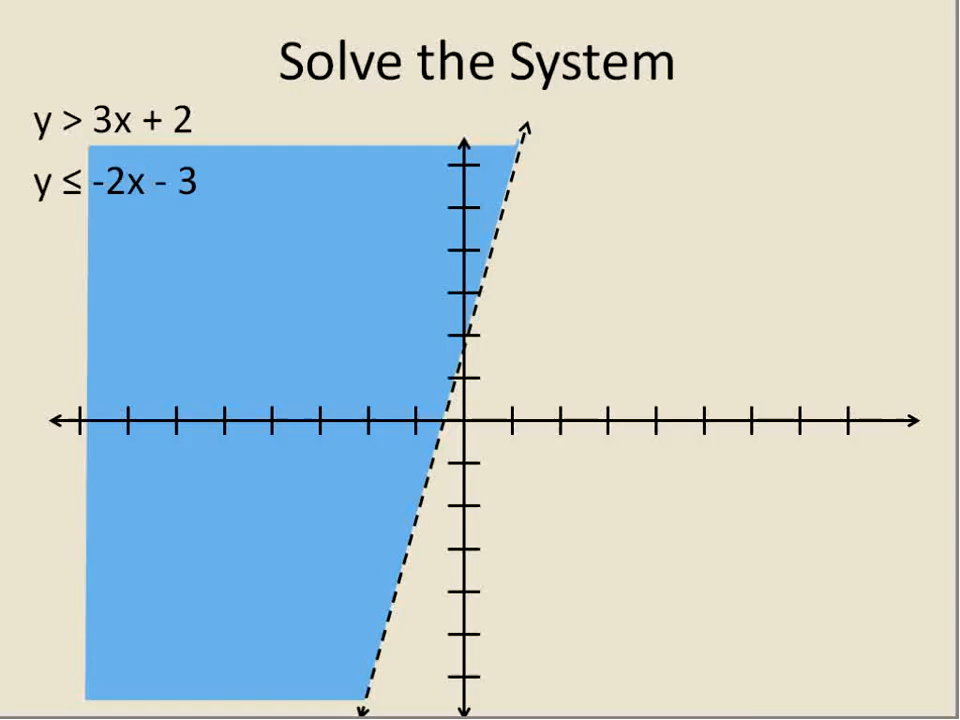 Solve the System
y > 3x + 2
y ≤ -2x - 3